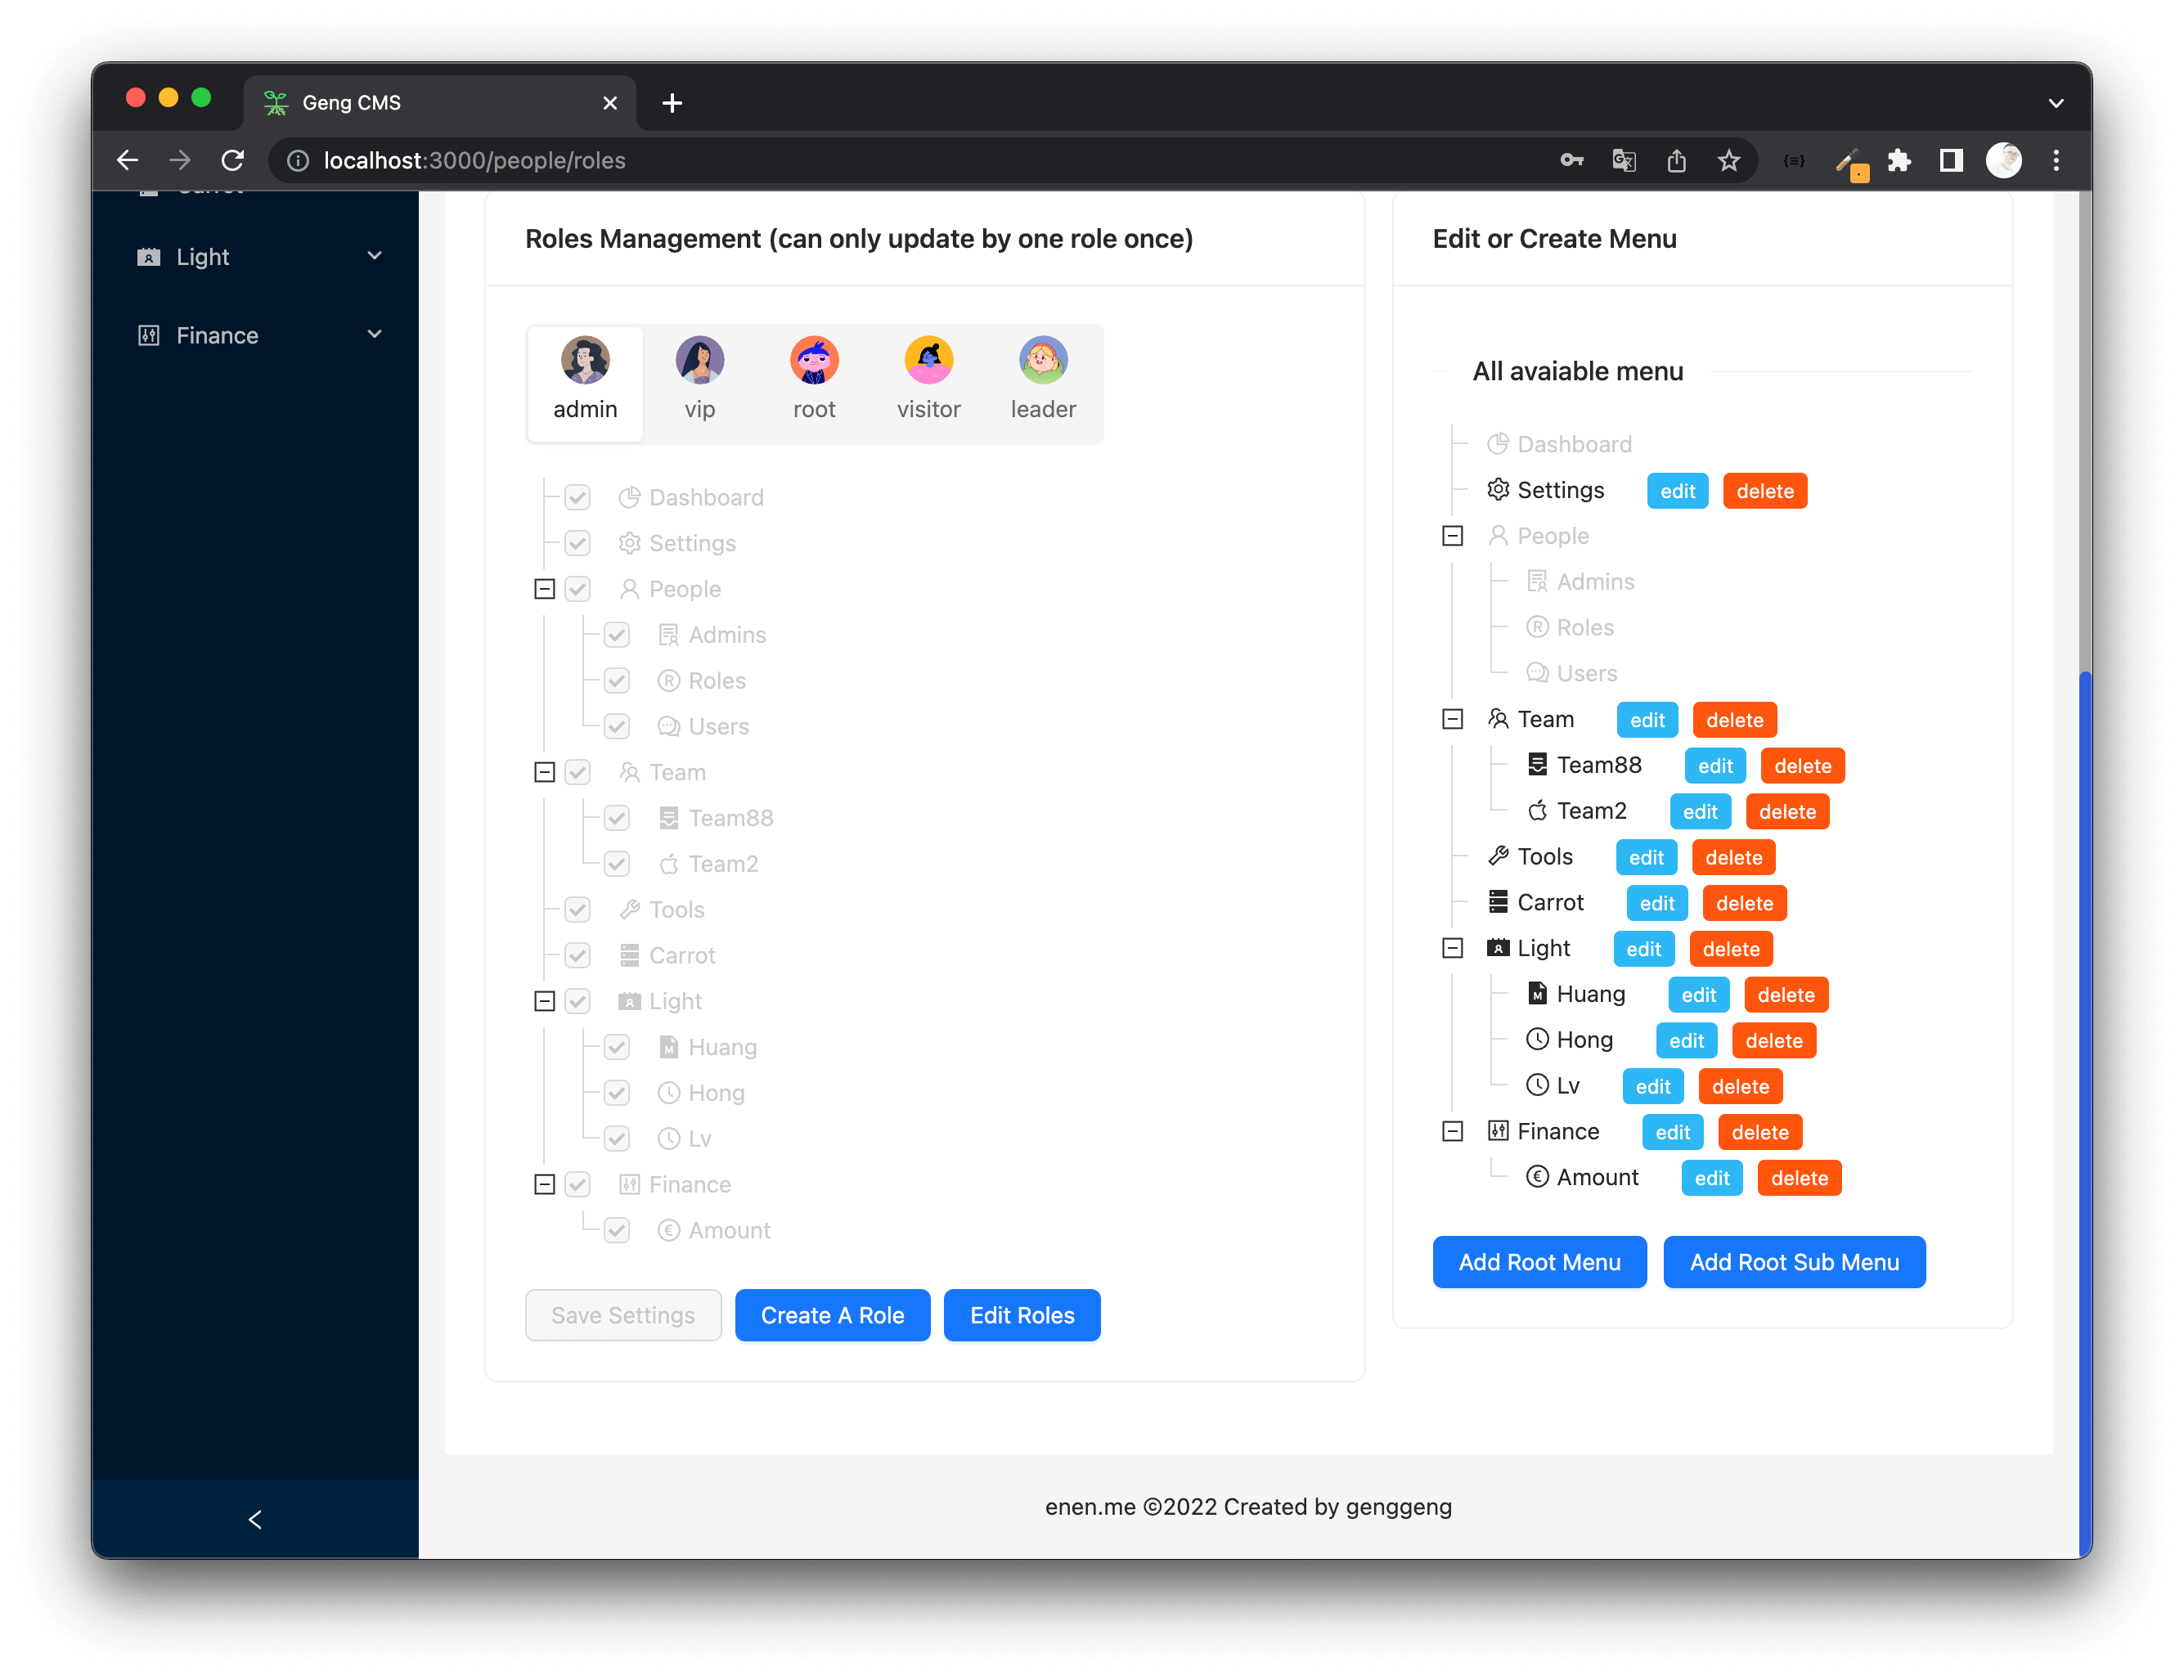 Geng CMS
localhost:3000/people/roles
Carrot
Light
Finance
Roles Management (can only update by one role once)
admin
vip
root
visitor
leader
Dashboard
Settings
People
Admins
Roles
Users
Team
Team88
Team2
Tools
Carrot
Light
Huang
Hong
Lv
Finance
Amount
Save Settings
Create A Role
Edit Roles
Edit or Create Menu
All avaiable menu
Dashboard
Settings edit delete
People
Admins
Roles
Users
Team edit delete
Team88 edit delete
Team2 edit delete
Tools edit delete
Carrot edit delete
Light edit delete
Huang edit delete
Hong edit delete
Lv edit delete
Finance edit delete
Amount edit delete
Add Root Menu
Add Root Sub Menu
enen.me ©2022 Created by genggeng